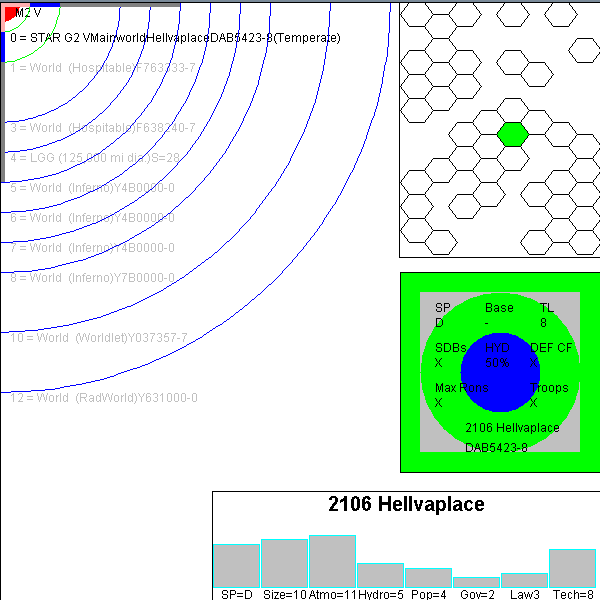 M2 V
0 = STAR G2 VMainworldHellvaplaceDAB5423-8(Temperate)
1 = World (Hospitable)F763333-7
3 = World (Hospitable)F638240-7
4 = LGG (125,000 mi dia.)S=28
5 = World (Inferno)Y4B0000-0
6 = World (Inferno)Y4B0000-0
7 = World (Inferno)Y4B0000-0
8 = World (Inferno)Y7B0000-0
10 = World (Worldlet)Y037357-7
12 = World (RadWorld)Y631000-0
SP Base TL
D - 8
SDBs HYD DEF CF
X 50% X
Max Troops
X X
2106 Hellvaplace
DAB5423-8
2106 Hellvaplace
SP=D Size=10 Atmo=11 Hydro=5 Pop=4 Gov=2 Law3 Tech=8